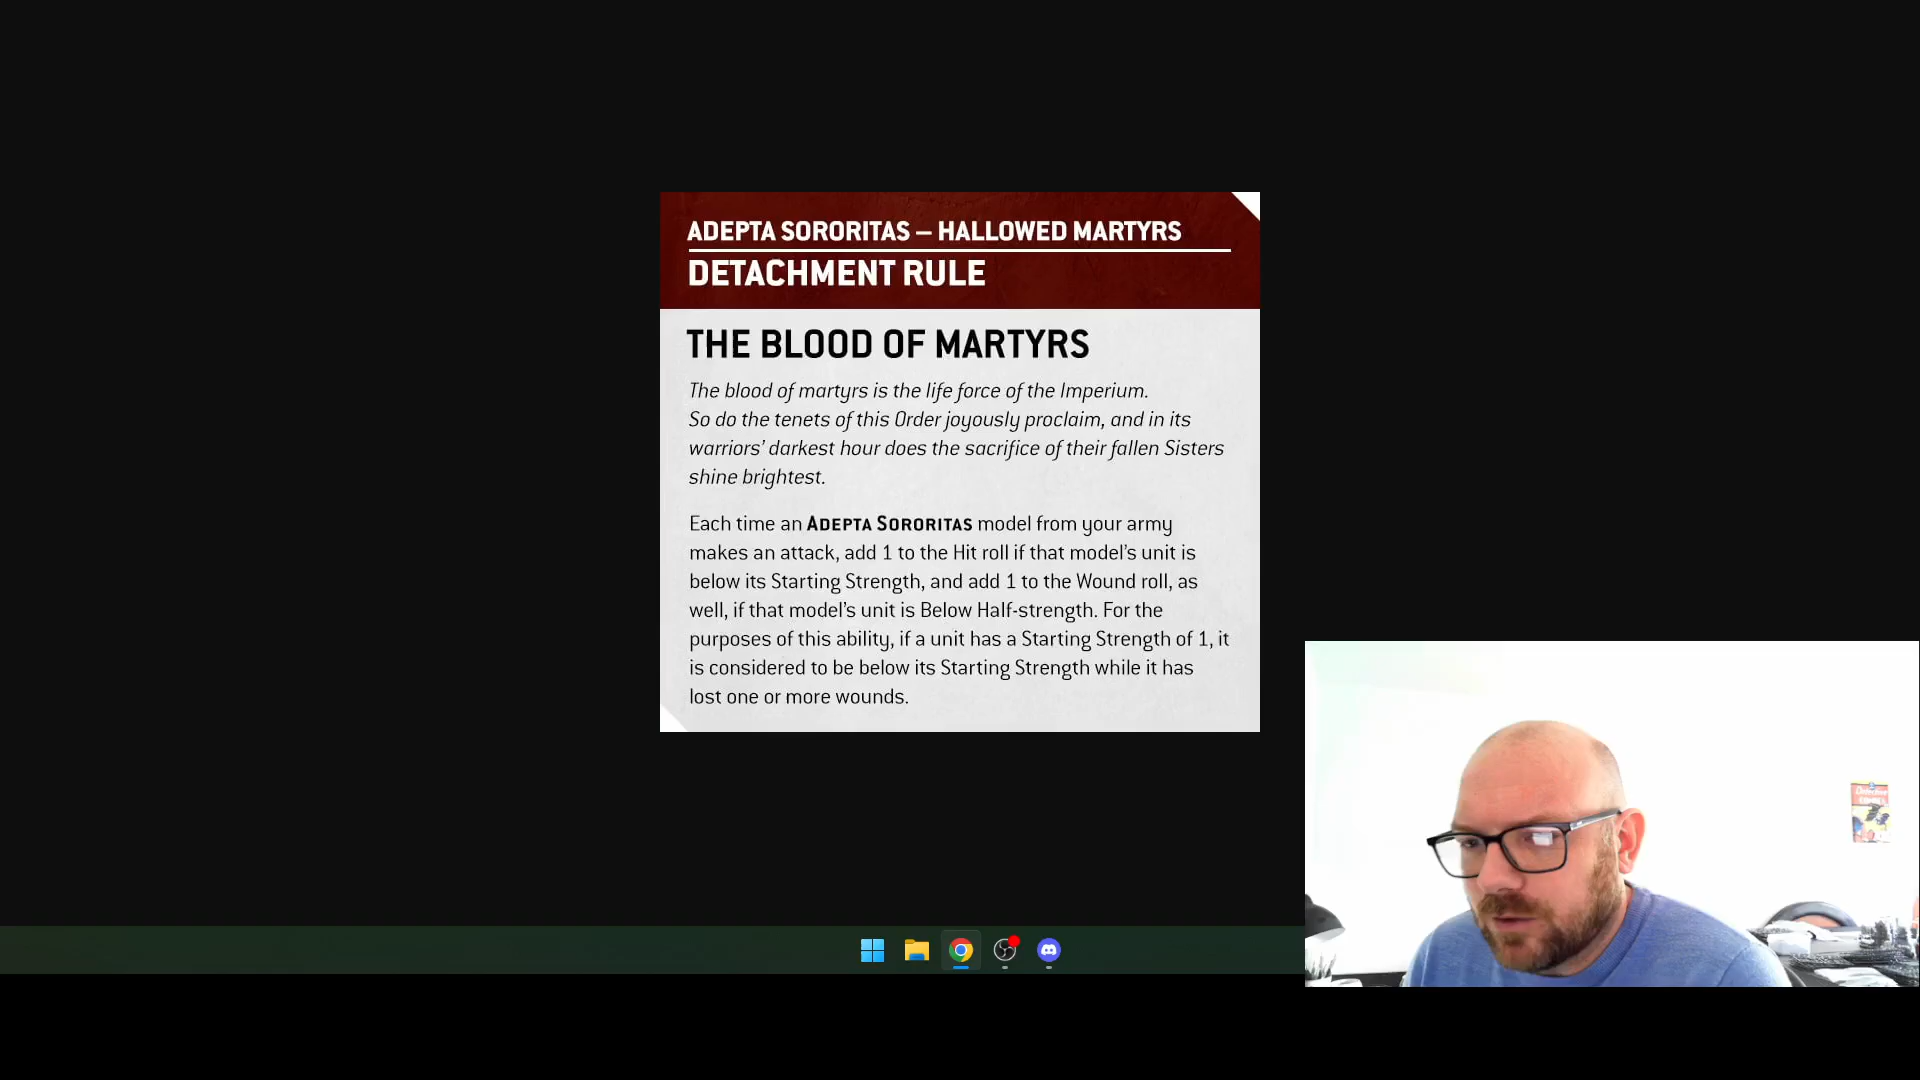 ADEPTA SORORITAS – HALLOWED MARTYRS
DETACHMENT RULE
THE BLOOD OF MARTYRS
The blood of martyrs is the life force of the Imperium.
So do the tenets of this Order joyously proclaim, and in its
warriors' darkest hour does the sacrifice of their fallen Sisters
shine brightest.
Each time an ADEPTA SORORITAS model from your army
makes an attack, add 1 to the Hit roll if that model's unit is
below its Starting Strength, and add 1 to the Wound roll, as
well, if that model's unit is Below Half-strength. For the
purposes of this ability, if a unit has a Starting Strength of 1, it
is considered to be below its Starting Strength while it has
lost one or more wounds.